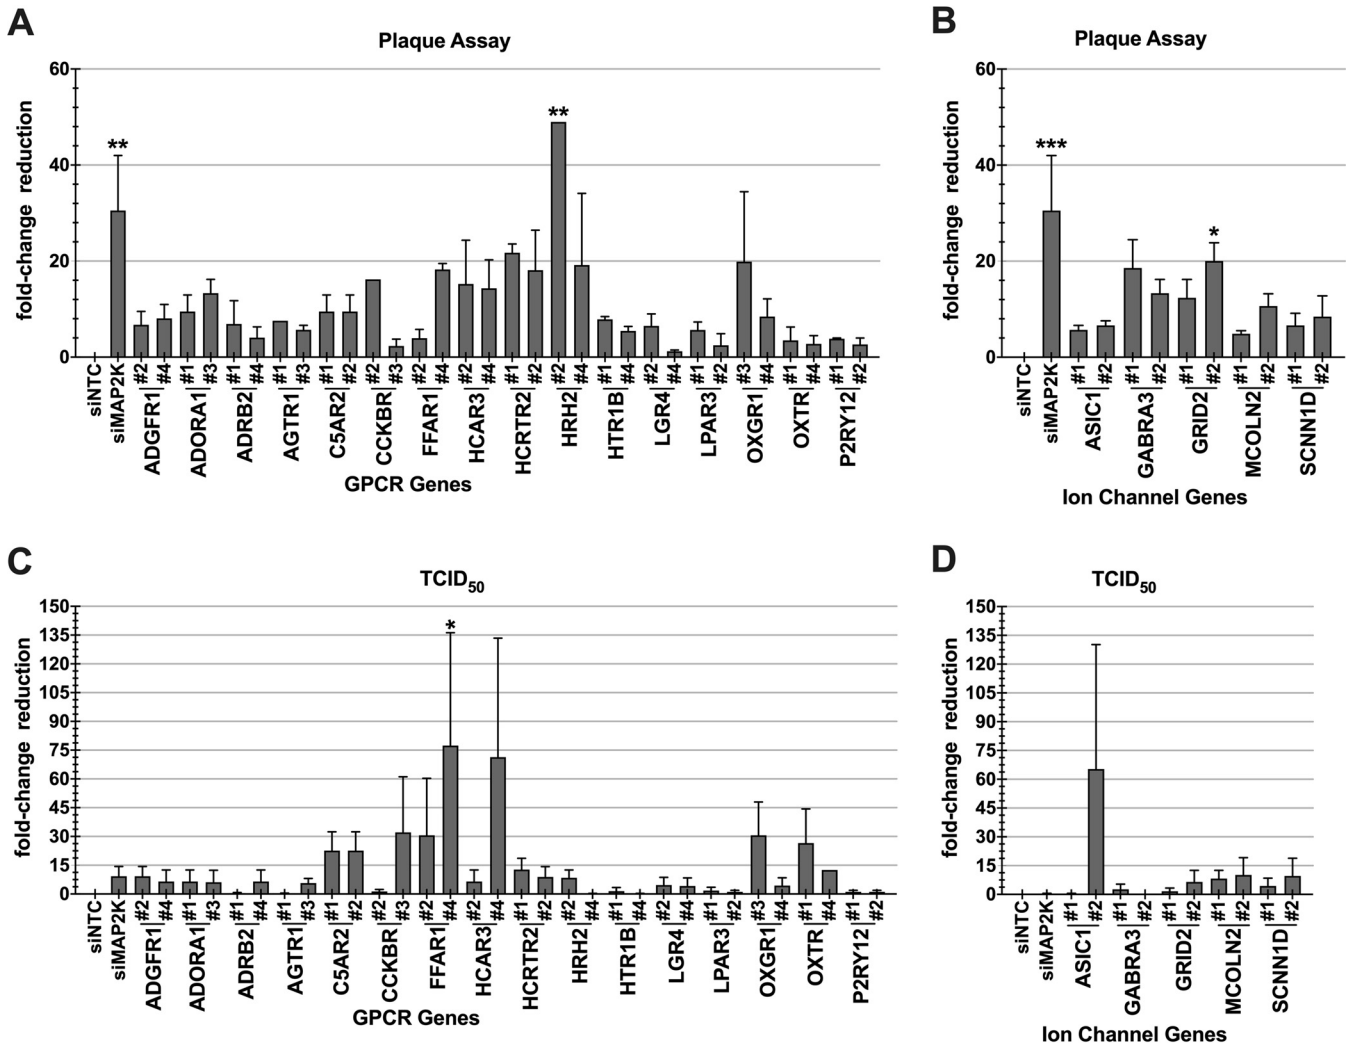 A
Plaque Assay
fold-change reduction
60
40
20
0
**
**
siNTC
siMAP2K
#2
#4
ADGFR1
#1
#3
ADORA1
#1
#4
ADRB2
#1
#3
AGTR1
#1
#2
C5AR2
#2
#3
CCKBR
#2
#4
FFAR1
#2
#4
HCAR3
#1
#2
HCRTR2
#2
#4
HRH2
#1
#4
HTR1B
#2
#4
LGR4
#1
#2
LPAR3
#3
#4
OXGR1
#1
#4
OXTR
#1
#2
P2RY12
GPCR Genes
B
Plaque Assay
fold-change reduction
60
40
20
0
***
*
siNTC
siMAP2K
#1
#2
ASIC1
#1
#2
GABRA3
#1
#2
GRID2
#1
#2
MCOLN2
#1
#2
SCNN1D
Ion Channel Genes
C
TCID50
fold-change reduction
150
135
120
105
90
75
60
45
30
15
0
*
siNTC
siMAP2K
#2
#4
ADGFR1
#1
#3
ADORA1
#1
#4
ADRB2
#1
#3
AGTR1
#1
#2
C5AR2
#2
#3
CCKBR
#2
#4
FFAR1
#2
#4
HCAR3
#1
#2
HCRTR2
#2
#4
HRH2
#1
#4
HTR1B
#2
#4
LGR4
#1
#2
LPAR3
#3
#4
OXGR1
#1
#4
OXTR
#1
#2
P2RY12
GPCR Genes
D
TCID50
fold-change reduction
150
135
120
105
90
75
60
45
30
15
0
siNTC
siMAP2K
#1
#2
ASIC1
#1
#2
GABRA3
#1
#2
GRID2
#1
#2
MCOLN2
#1
#2
SCNN1D
Ion Channel Genes